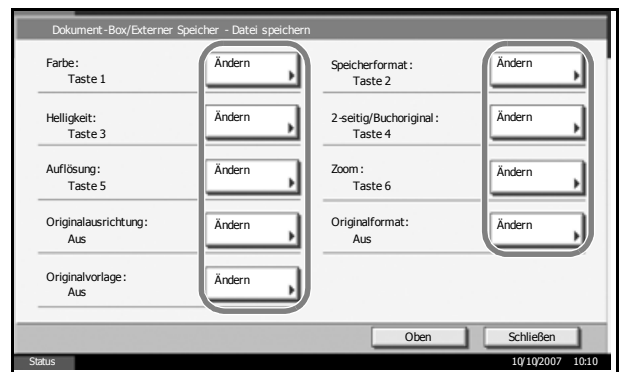 Dokument-Box/Externer Speicher - Datei speichern
Farbe:
Taste 1
Ändern
Speicherformat:
Taste 2
Ändern
Helligkeit:
Taste 3
Ändern
2-seitig/Buchoriginal:
Taste 4
Ändern
Auflösung:
Taste 5
Ändern
Zoom:
Taste 6
Ändern
Originalausrichtung:
Aus
Ändern
Originalformat:
Aus
Ändern
Originalvorlage:
Aus
Ändern
Oben
Schließen
Status
10/10/2007 10:10